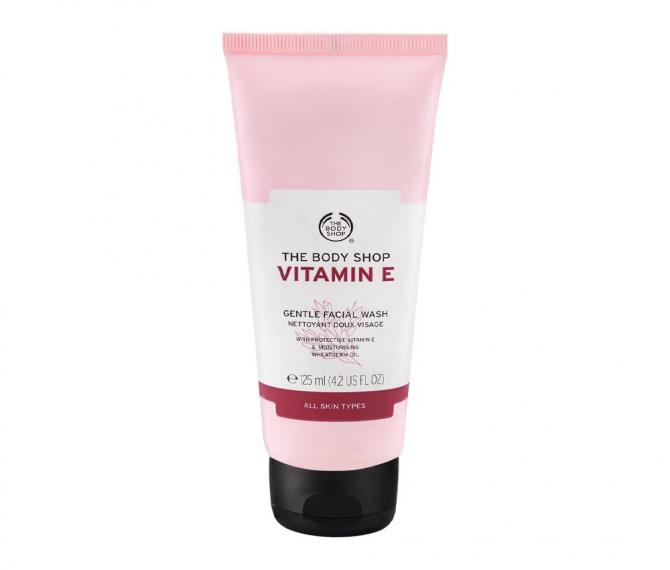 THE
BODY
SHOP
®
THE BODY SHOP
VITAMIN E
GENTLE FACIAL WASH
NETTOYANT DOUX VISAGE
WITH PROTECTIVE VITAMIN E
& MOISTURISING
WHEATGERM OIL
℮ 125 ml (4.2 US FL OZ)
ALL SKIN TYPES